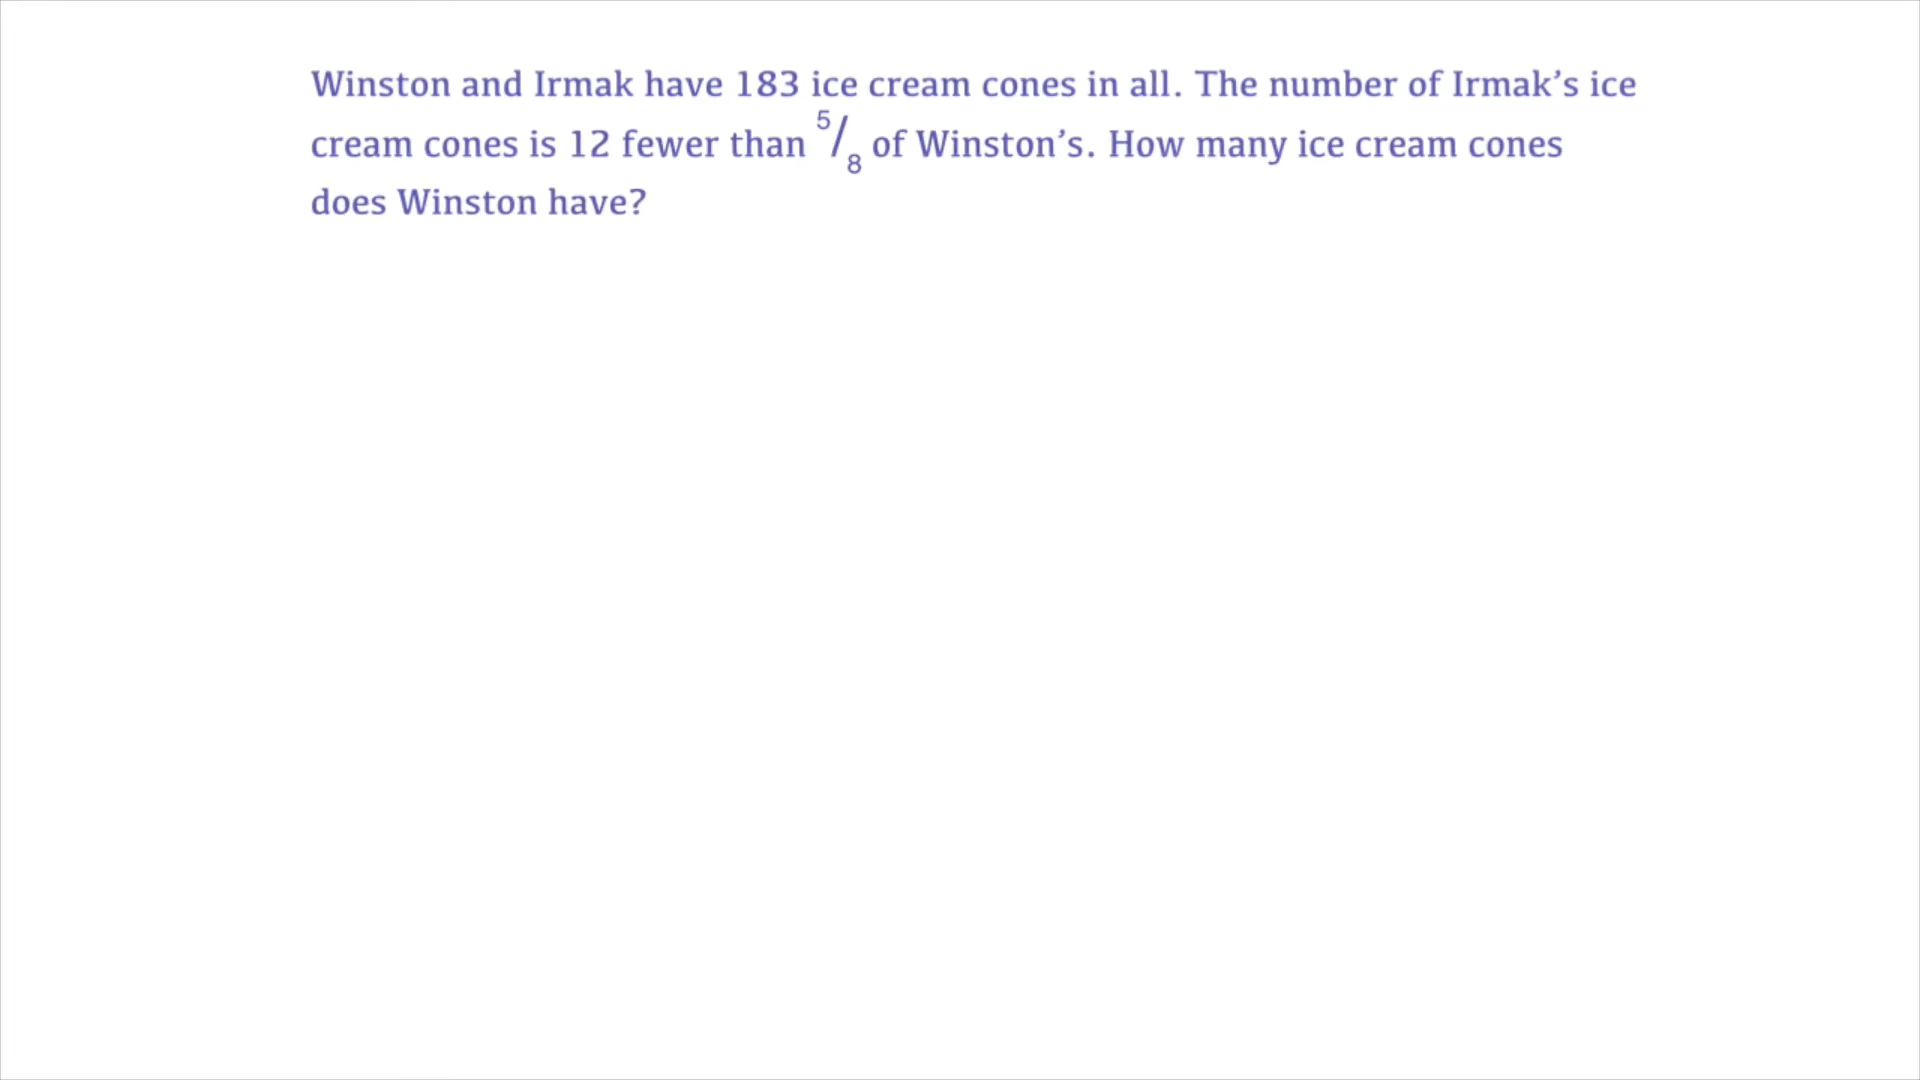 Winston and Irmak have 183 ice cream cones in all. The number of Irmak’s ice
cream cones is 12 fewer than 5/8 of Winston’s. How many ice cream cones
does Winston have?